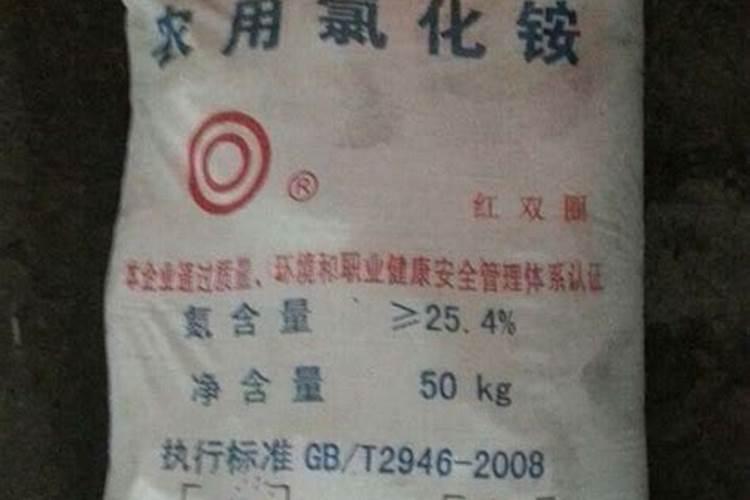 农用氯化铵
®
红双圈
本企业通过质量、环境和职业健康安全管理体系认证
氮含量 ≥25.4%
净含量 50 kg
执行标准 GB/T2946-2008